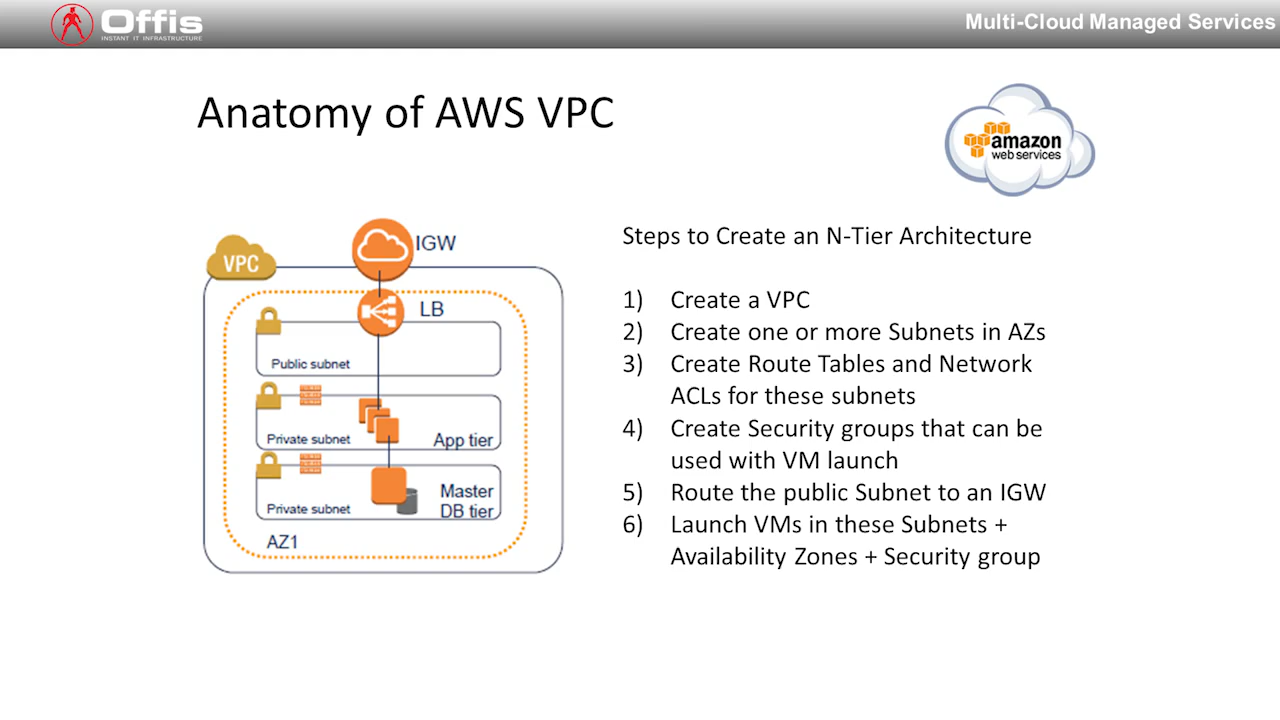 Offis
INSTANT IT INFRASTRUCTURE
Multi-Cloud Managed Services
Anatomy of AWS VPC
amazon
web services
VPC
IGW
LB
Public subnet
Private subnet
App tier
Private subnet
Master
DB tier
AZ1
Steps to Create an N-Tier Architecture
1) Create a VPC
2) Create one or more Subnets in AZs
3) Create Route Tables and Network
ACLs for these subnets
4) Create Security groups that can be
used with VM launch
5) Route the public Subnet to an IGW
6) Launch VMs in these Subnets +
Availability Zones + Security group